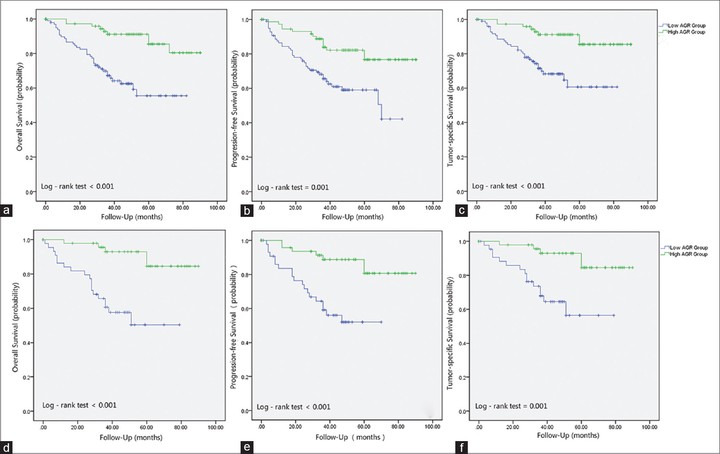 1.0
0.8
0.6
0.4
0.2
0.0
Overall Survival (probability)
Log - rank test < 0.001
.00 20.00 40.00 60.00 80.00 100.00
Follow-Up (months)
a
1.0
0.8
0.6
0.4
0.2
0.0
Progression-free Survival (probability)
Log - rank test = 0.001
.00 20.00 40.00 60.00 80.00 100.00
Follow-Up (months)
b
1.0
0.8
0.6
0.4
0.2
0.0
Tumor-specific Survival (probability)
Log - rank test < 0.001
.00 20.00 40.00 60.00 80.00 100.00
Follow-Up (months)
c
Low AGR Group
High AGR Group
1.0
0.8
0.6
0.4
0.2
0.0
Overall Survival (probability)
Log - rank test < 0.001
.00 20.00 40.00 60.00 80.00 100.00
Follow-Up (months)
d
1.0
0.8
0.6
0.4
0.2
0.0
Progression-free Survival ( probability )
Log - rank test < 0.001
.00 20.00 40.00 60.00 80.00 100.00
Follow-Up ( months )
e
1.0
0.8
0.6
0.4
0.2
0.0
Tumor-specific Survival (probability)
Log - rank test = 0.001
.00 20.00 40.00 60.00 80.00 100.00
Follow-Up (months)
f
Low AGR Group
High AGR Group